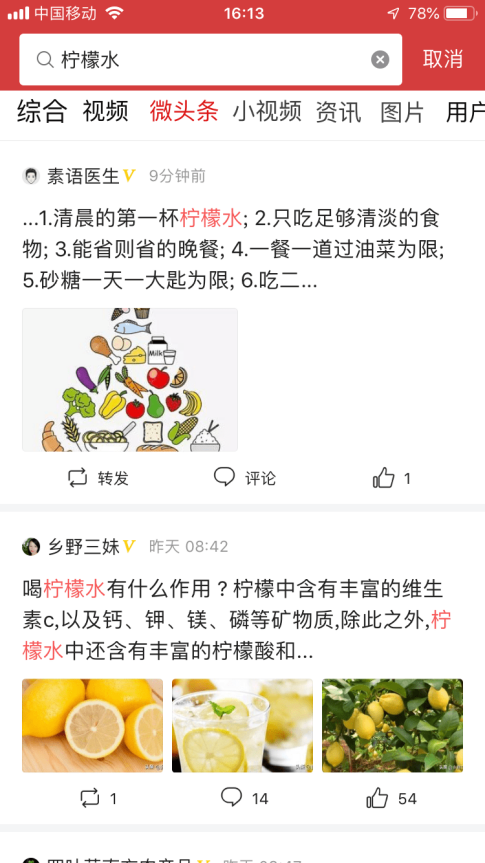 中国移动 16:13 78%
柠檬水 取消
综合 视频 微头条 小视频 资讯 图片 用户
素语医生 V 9分钟前
...1.清晨的第一杯柠檬水; 2.只吃足够清淡的食
物; 3.能省则省的晚餐; 4.一餐一道过油菜为限;
5.砂糖一天一大匙为限; 6.吃二...
Milk
转发 评论 1
乡野三妹 V 昨天 08:42
喝柠檬水有什么作用？柠檬中含有丰富的维生
素c,以及钙、钾、镁、磷等矿物质,除此之外,柠
檬水中还含有丰富的柠檬酸和...
1 14 54